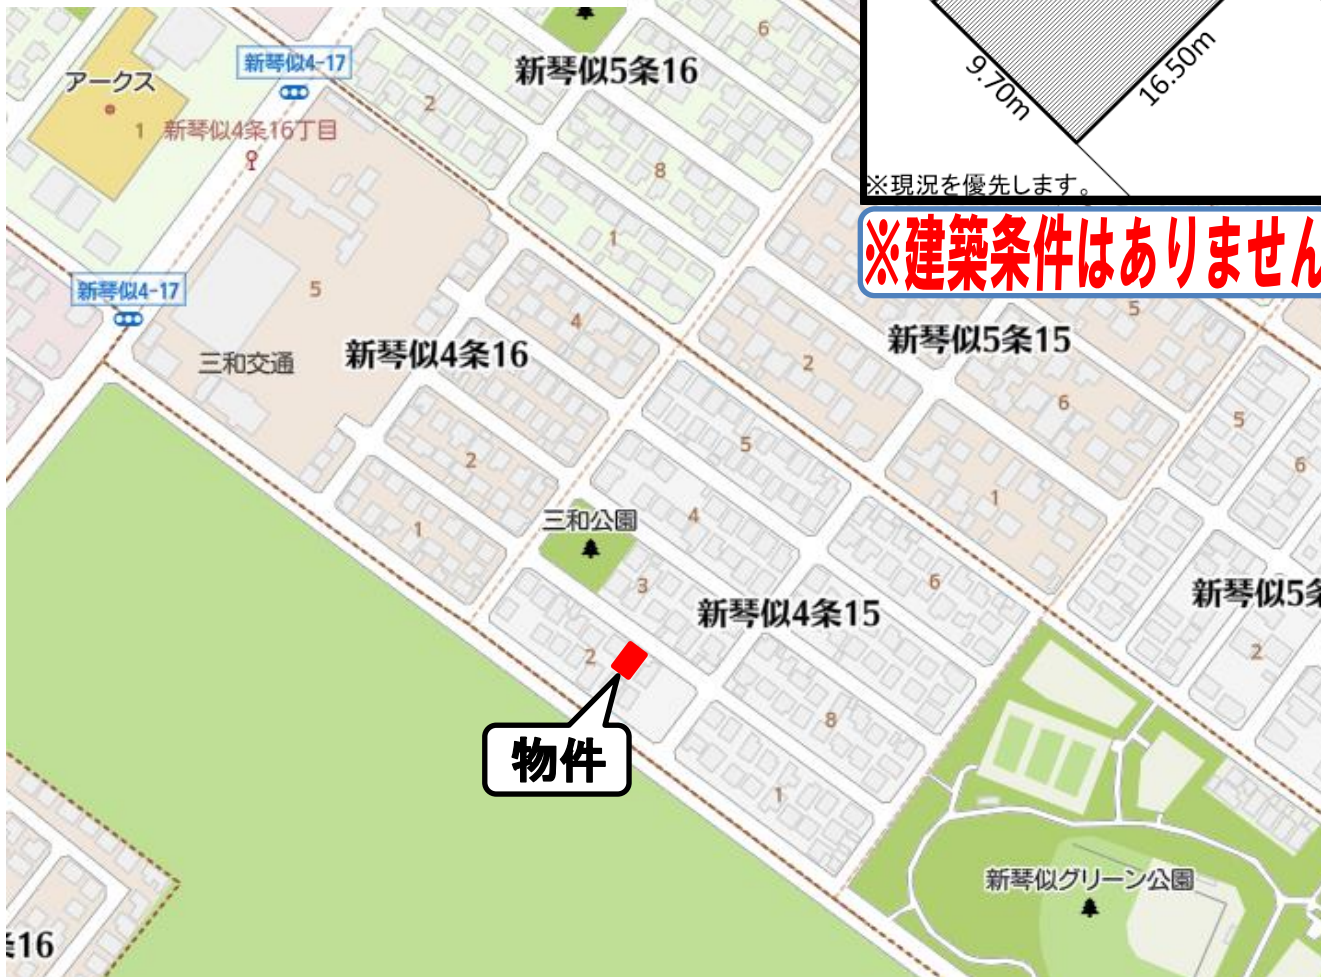 6
新琴似5条16
新琴似4-17
アークス
2
1
新琴似4条16丁目
8
1
9.70m
16.50m
※現況を優先します。
※建築条件はありません
新琴似4-17
5
4
三和交通
新琴似4条16
新琴似5条15
5
2
6
5
2
5
6
1
1
4
三和公園
3
6
新琴似4条15
新琴似5条
2
2
8
物件
1
新琴似グリーン公園
条16